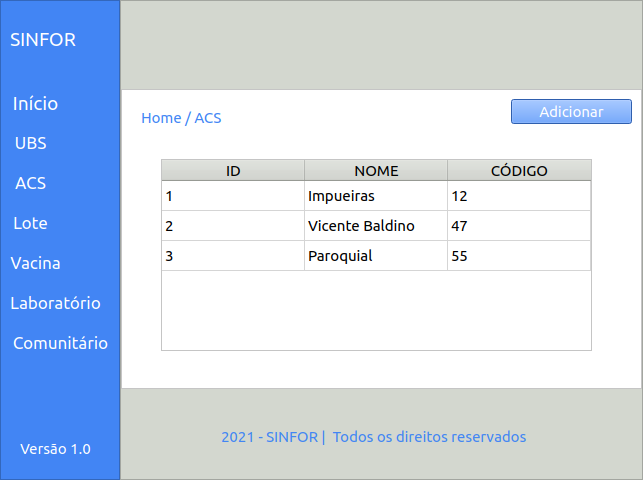 SINFOR
Início
UBS
ACS
Lote
Vacina
Laboratório
Comunitário
Versão 1.0
Home / ACS
Adicionar
ID NOME CÓDIGO
1 Impueiras 12
2 Vicente Baldino 47
3 Paroquial 55
2021 - SINFOR | Todos os direitos reservados